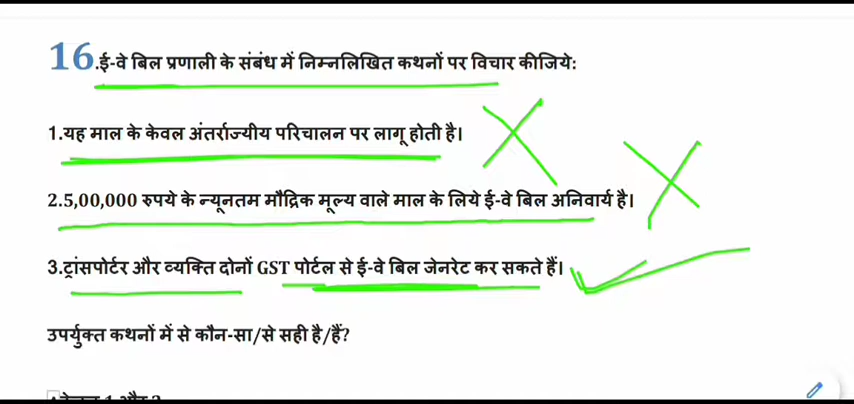 16.ई-वे बिल प्रणाली के संबंध में निम्नलिखित कथनों पर विचार कीजिये:
1.यह माल के केवल अंतर्राज्यीय परिचालन पर लागू होती है।
2.5,00,000 रुपये के न्यूनतम मौद्रिक मूल्य वाले माल के लिये ई-वे बिल अनिवार्य है।
3.ट्रांसपोर्टर और व्यक्ति दोनों GST पोर्टल से ई-वे बिल जेनरेट कर सकते हैं।
उपर्युक्त कथनों में से कौन-सा/से सही है/हैं?